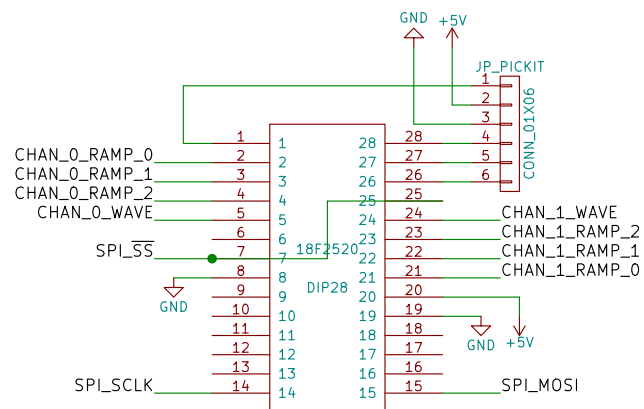 GND
+5V
JP_PICKIT
1
2
3
4
5
6
CONN_01X06
1 1 28 28
CHAN_0_RAMP_0 2 2 27 27
CHAN_0_RAMP_1 3 3 26 26
CHAN_0_RAMP_2 4 4 25 25
CHAN_0_WAVE 5 5 24 24 CHAN_1_WAVE
6 6 23 23 CHAN_1_RAMP_2
SPI_SS 7 7 18F2520 22 22 CHAN_1_RAMP_1
8 8 21 21 CHAN_1_RAMP_0
GND
9 9 DIP28 20 20
10 10 19 19
11 11 18 18
GND
+5V
12 12 17 17
13 13 16 16
SPI_SCLK 14 14 15 15 SPI_MOSI